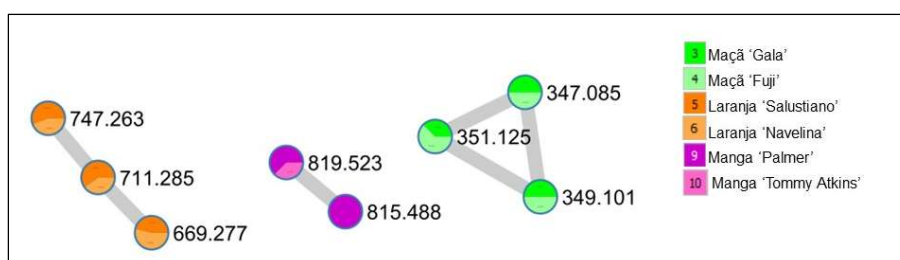 747.263
711.285
669.277
819.523
815.488
347.085
351.125
349.101
3 Maçã ‘Gala’
4 Maçã ‘Fuji’
5 Laranja ‘Salustiano’
6 Laranja ‘Navelina’
9 Manga ‘Palmer’
10 Manga ‘Tommy Atkins’